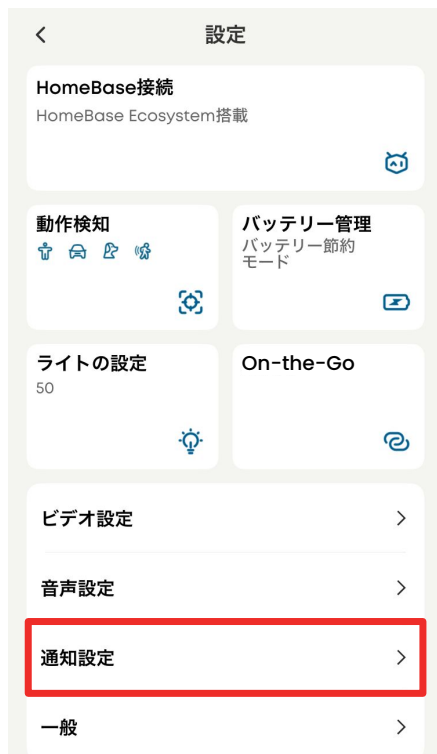 設定
HomeBase接続
HomeBase Ecosystem搭載
動作検知
バッテリー管理
バッテリー節約
モード
ライトの設定
50
On-the-Go
ビデオ設定
音声設定
通知設定
一般